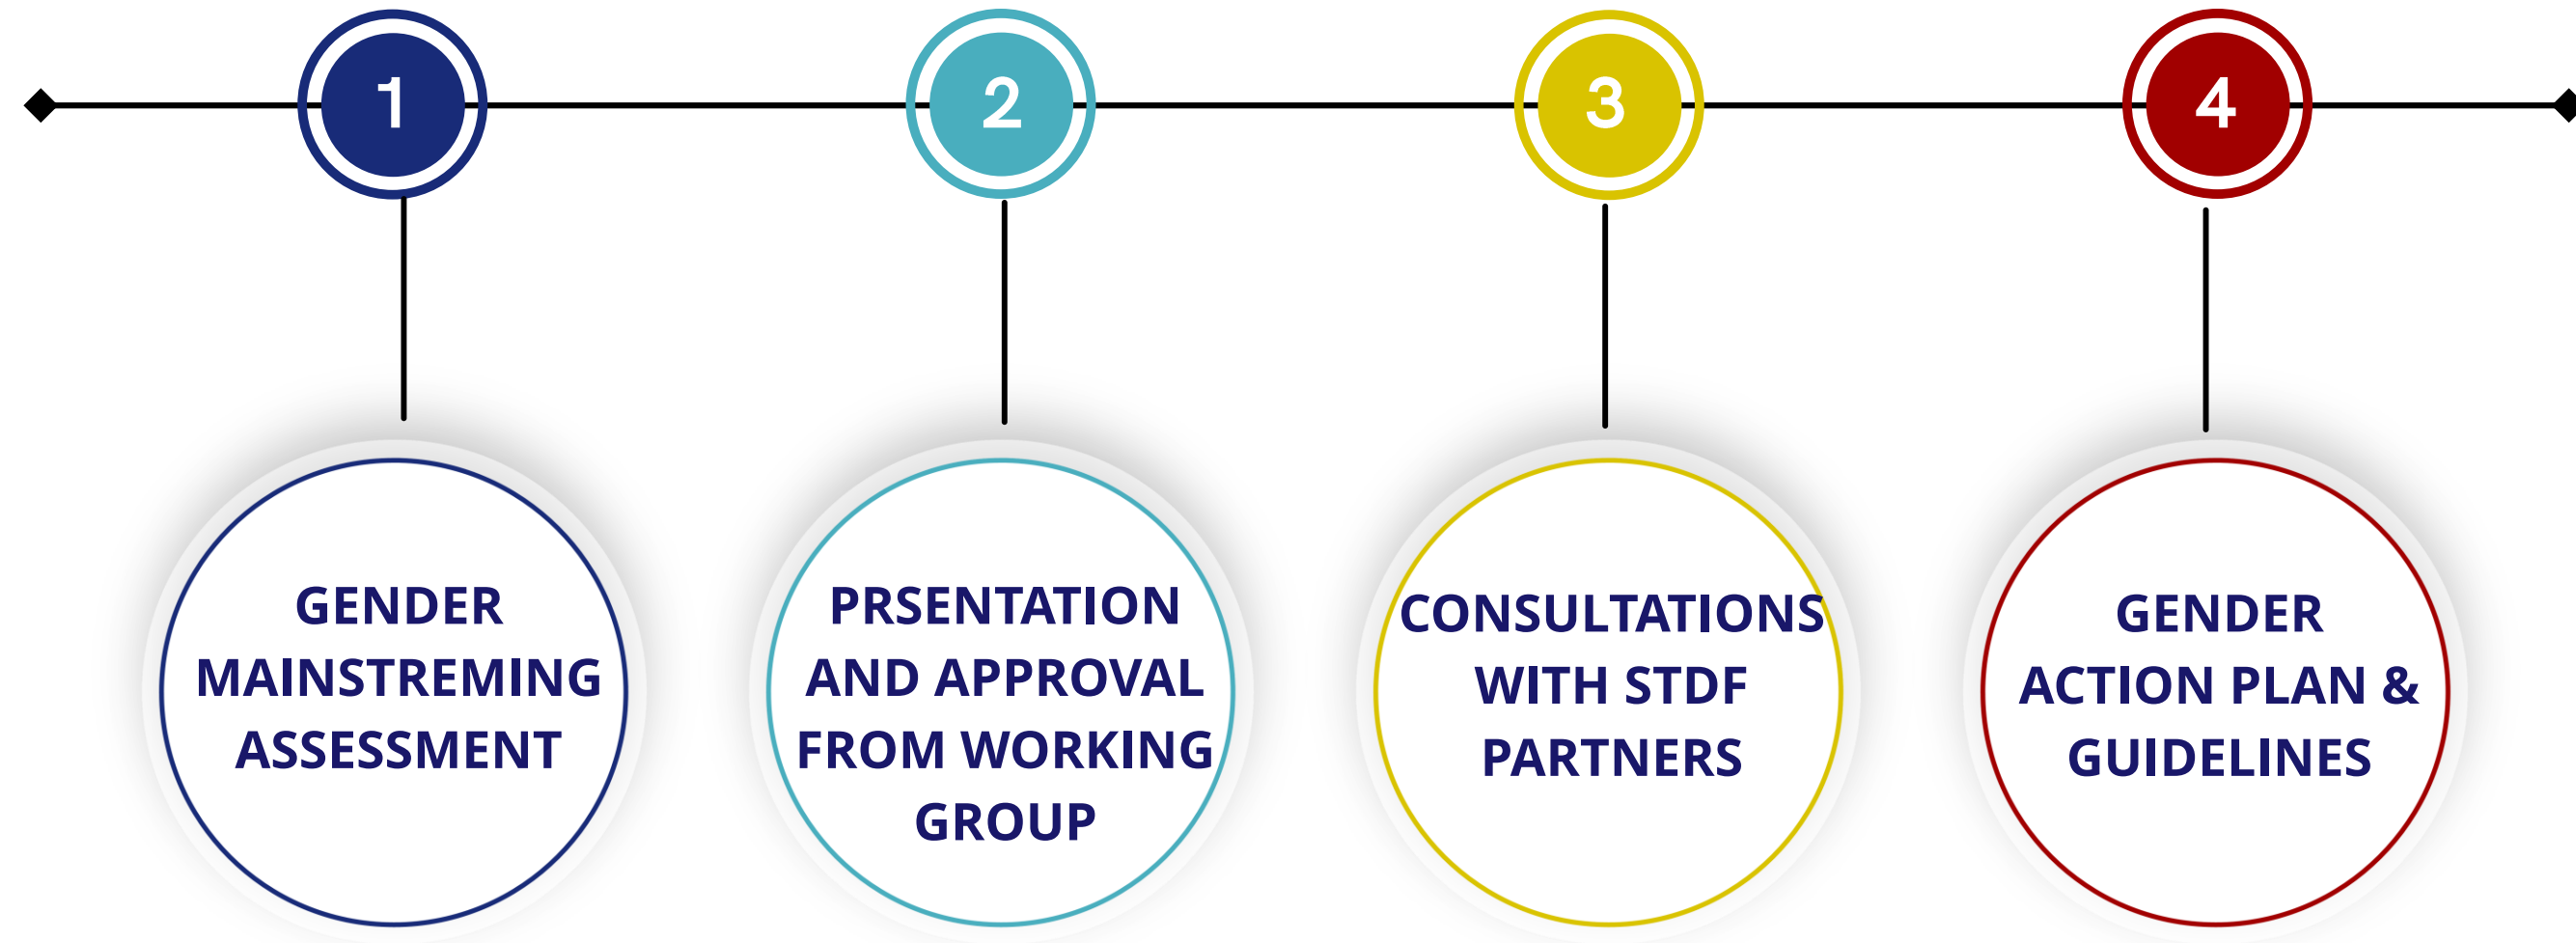 1
2
3
4
GENDER
MAINSTREMING
ASSESSMENT
PRSENTATION
AND APPROVAL
FROM WORKING
GROUP
CONSULTATIONS
WITH STDF
PARTNERS
GENDER
ACTION PLAN &
GUIDELINES